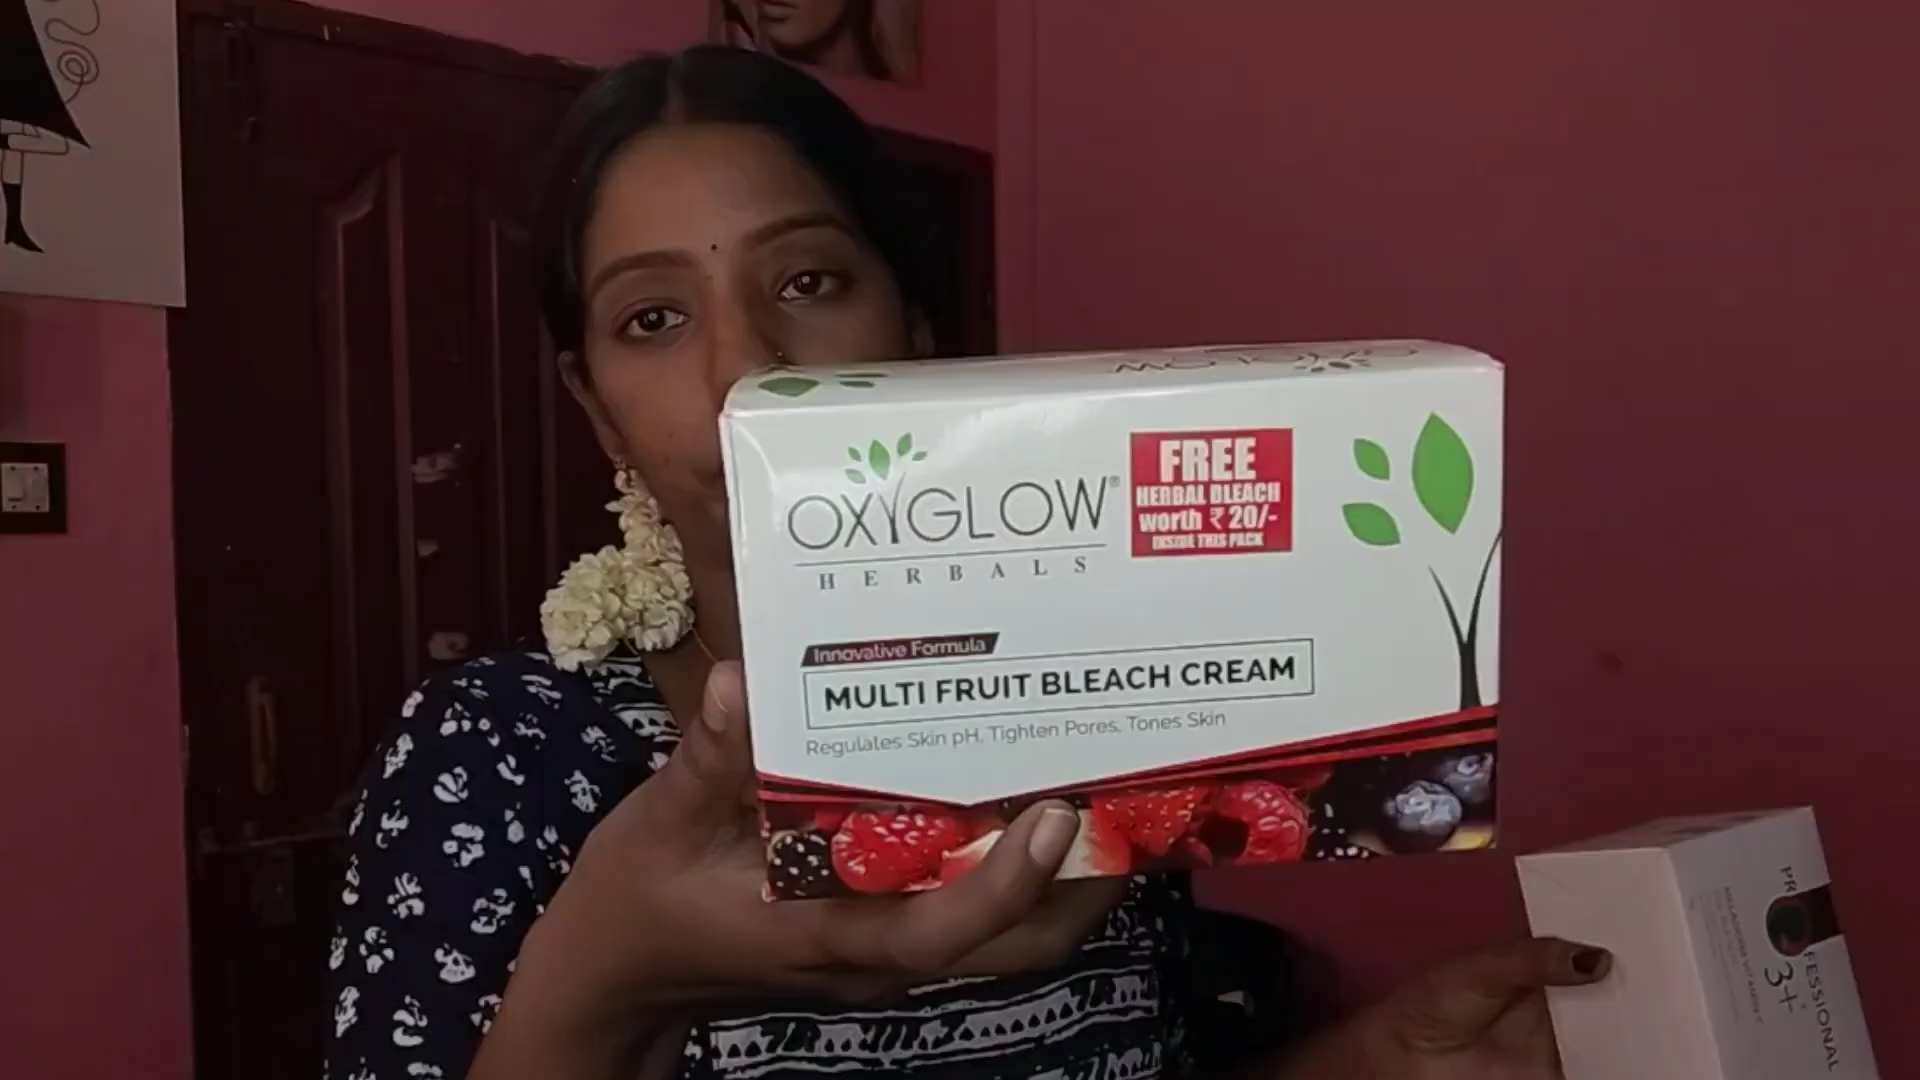 OXYGLOW
OXYGLOW®
HERBALS
FREE
HERBAL BLEACH
worth ₹ 20/-
INSIDE THIS PACK
Innovative Formula
MULTI FRUIT BLEACH CREAM
Regulates Skin pH, Tighten Pores, Tones Skin
3+